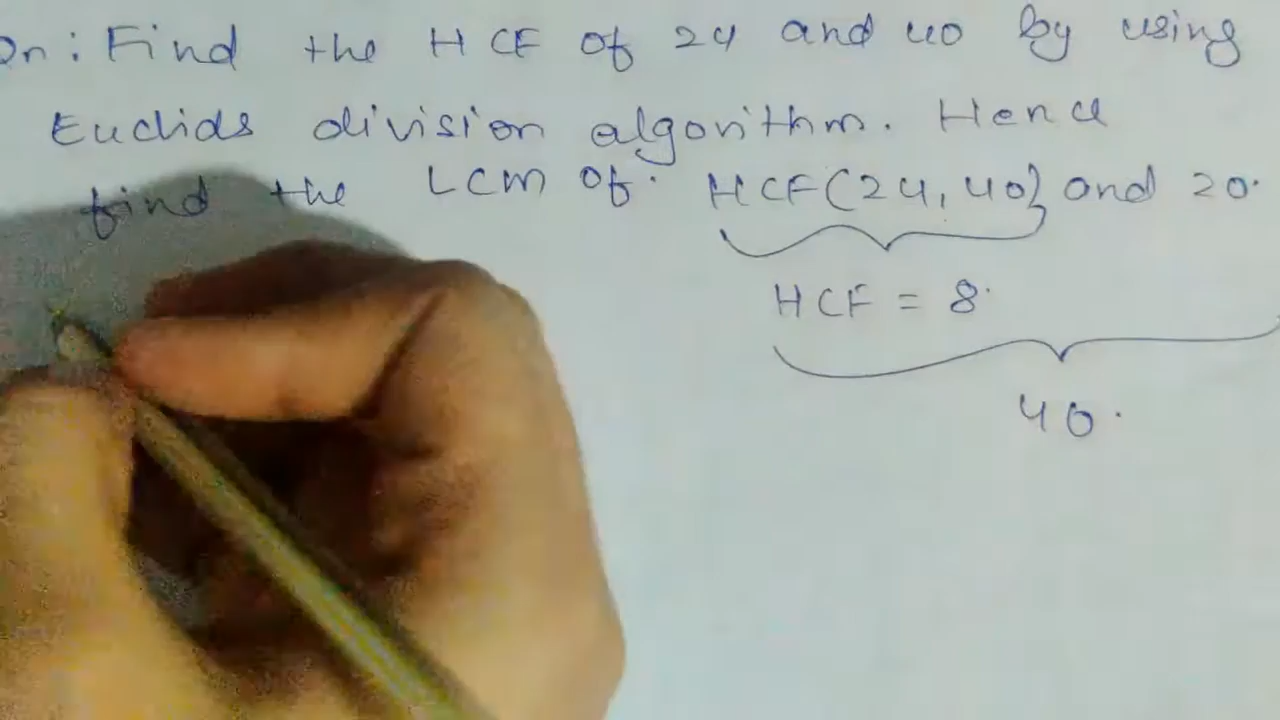 Qn: Find the HCF of 24 and 40 by using
Euclids division algorithm. Hence
find the LCM of. HCF(24, 40) and 20.
HCF = 8.
40.